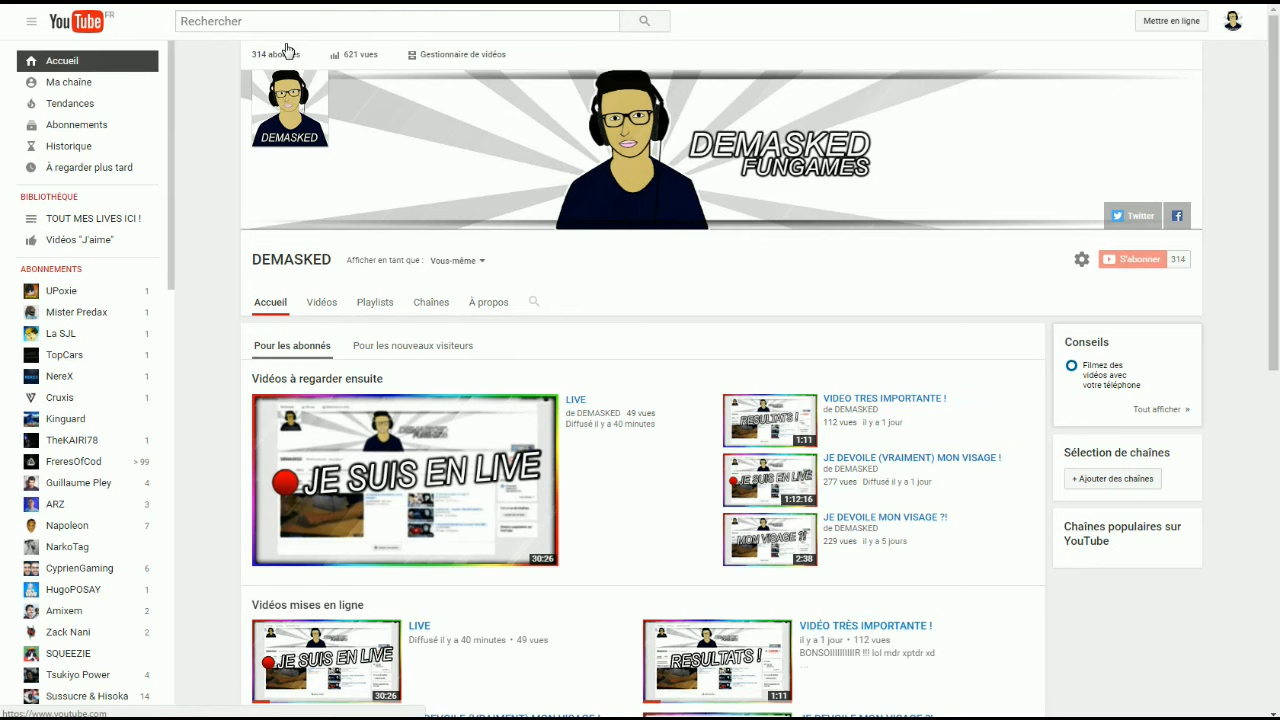 YouTube FR
Rechercher
Mettre en ligne
Accueil
Ma chaîne
Tendances
Abonnements
Historique
À regarder plus tard
BIBLIOTHÈQUE
TOUT MES LIVES ICI !
Vidéos "J'aime"
ABONNEMENTS
UPoxie 1
Mister Predax 1
La SJL 1
TopCars 1
NereX 1
Cruxis 1
Kinguard 1
TheKAIRI78 1
> 99
Guillaume Pley 4
ArZ 3
Napoleon 7
NarkoTag
CyprienGaming 6
HugoPOSAY 1
Amixem 2
Zack Nani 2
SQUEEZIE
Tsukyo Power 4
Sussucre & Hisoka 14
https://www.youtube.com
314 abonnés
621 vues
Gestionnaire de vidéos
DEMASKED
DEMASKED
FUNGAMES
Twitter
DEMASKED
Afficher en tant que : Vous-même
S'abonner 314
Accueil Vidéos Playlists Chaînes À propos
Pour les abonnés Pour les nouveaux visiteurs
Vidéos à regarder ensuite
JE SUIS EN LIVE
30:26
LIVE
de DEMASKED 49 vues
Diffusé il y a 40 minutes
RESULTATS !
1:11
VIDEO TRES IMPORTANTE !
de DEMASKED
112 vues il y a 1 jour
JE SUIS EN LIVE
1:12:16
JE DEVOILE (VRAIMENT) MON VISAGE !
de DEMASKED
277 vues Diffusé il y a 1 jour
MON VISAGE ?!
2:38
JE DEVOILE MON VISAGE ?!
de DEMASKED
229 vues il y a 5 jours
Vidéos mises en ligne
JE SUIS EN LIVE
30:26
LIVE
Diffusé il y a 40 minutes • 49 vues
RESULTATS !
1:11
VIDÉO TRÈS IMPORTANTE !
il y a 1 jour • 112 vues
BONSOIIIIIIIIIR !!! lol mdr xptdr xd
...
Conseils
Filmez des
vidéos avec
votre téléphone
Tout afficher »
Sélection de chaînes
+ Ajouter des chaînes
Chaînes populaires sur
YouTube